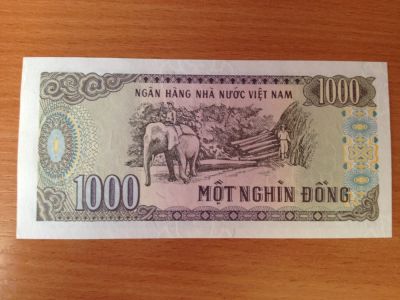 NGÂN HÀNG NHÀ NƯỚC VIỆT NAM
1000
1000
MỘT NGHÌN ĐỒNG